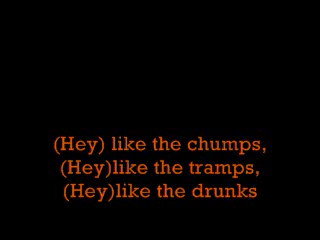 (Hey) like the chumps,
(Hey)like the tramps,
(Hey)like the drunks